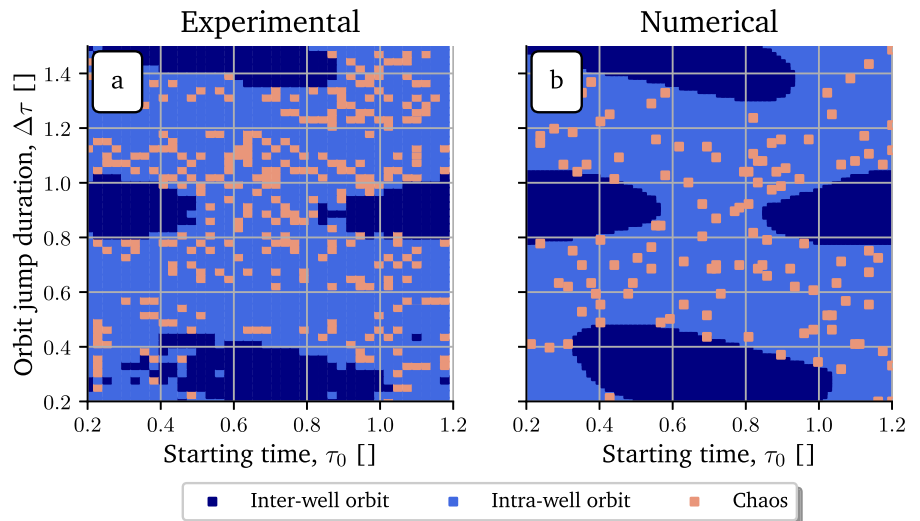 Experimental
Numerical
a
b
Orbit jump duration, Δτ []
1.4
1.2
1.0
0.8
0.6
0.4
0.2
0.2 0.4 0.6 0.8 1.0 1.2
0.2 0.4 0.6 0.8 1.0 1.2
Starting time, τ₀ []
Starting time, τ₀ []
Inter-well orbit
Intra-well orbit
Chaos